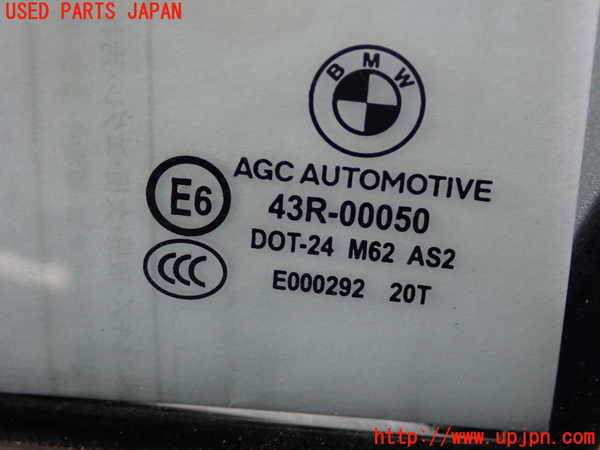 USED PARTS JAPAN
BMW
AGC AUTOMOTIVE
E6
43R-00050
DOT-24 M62 AS2
CCC
E000292 20T
http://www.upjpn.com/